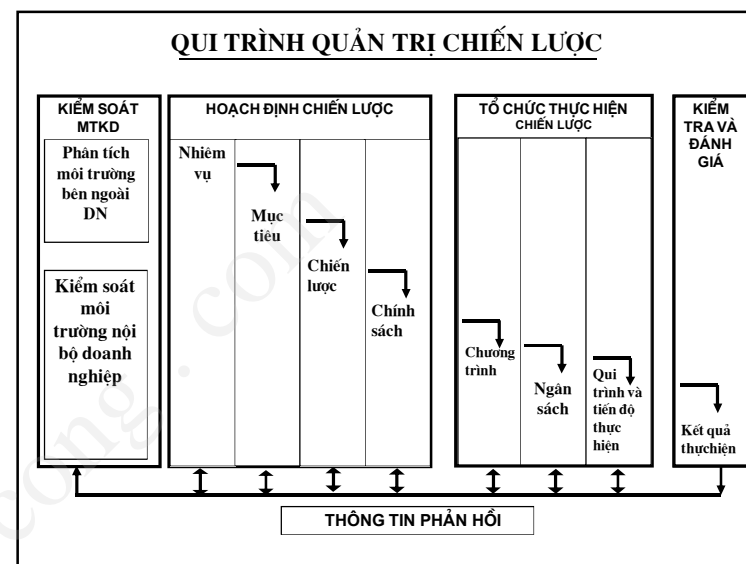 QUI TRÌNH QUẢN TRỊ CHIẾN LƯỢC
KIỂM SOÁT
MTKD
Phân tích
môi trường
bên ngoài
DN
Kiểm soát
môi
trường nội
bộ doanh
nghiệp
HOẠCH ĐỊNH CHIẾN LƯỢC
Nhiêm
vụ
Mục
tiêu
Chiến
lược
Chính
sách
TỔ CHỨC THỰC HIỆN
CHIẾN LƯỢC
Chương
trình
Ngân
sách
Qui
trình và
tiến độ
thực
hiện
KIỂM
TRA VÀ
ĐÁNH
GIÁ
Kết quả
thựchiện
THÔNG TIN PHẢN HỒI
cong . com